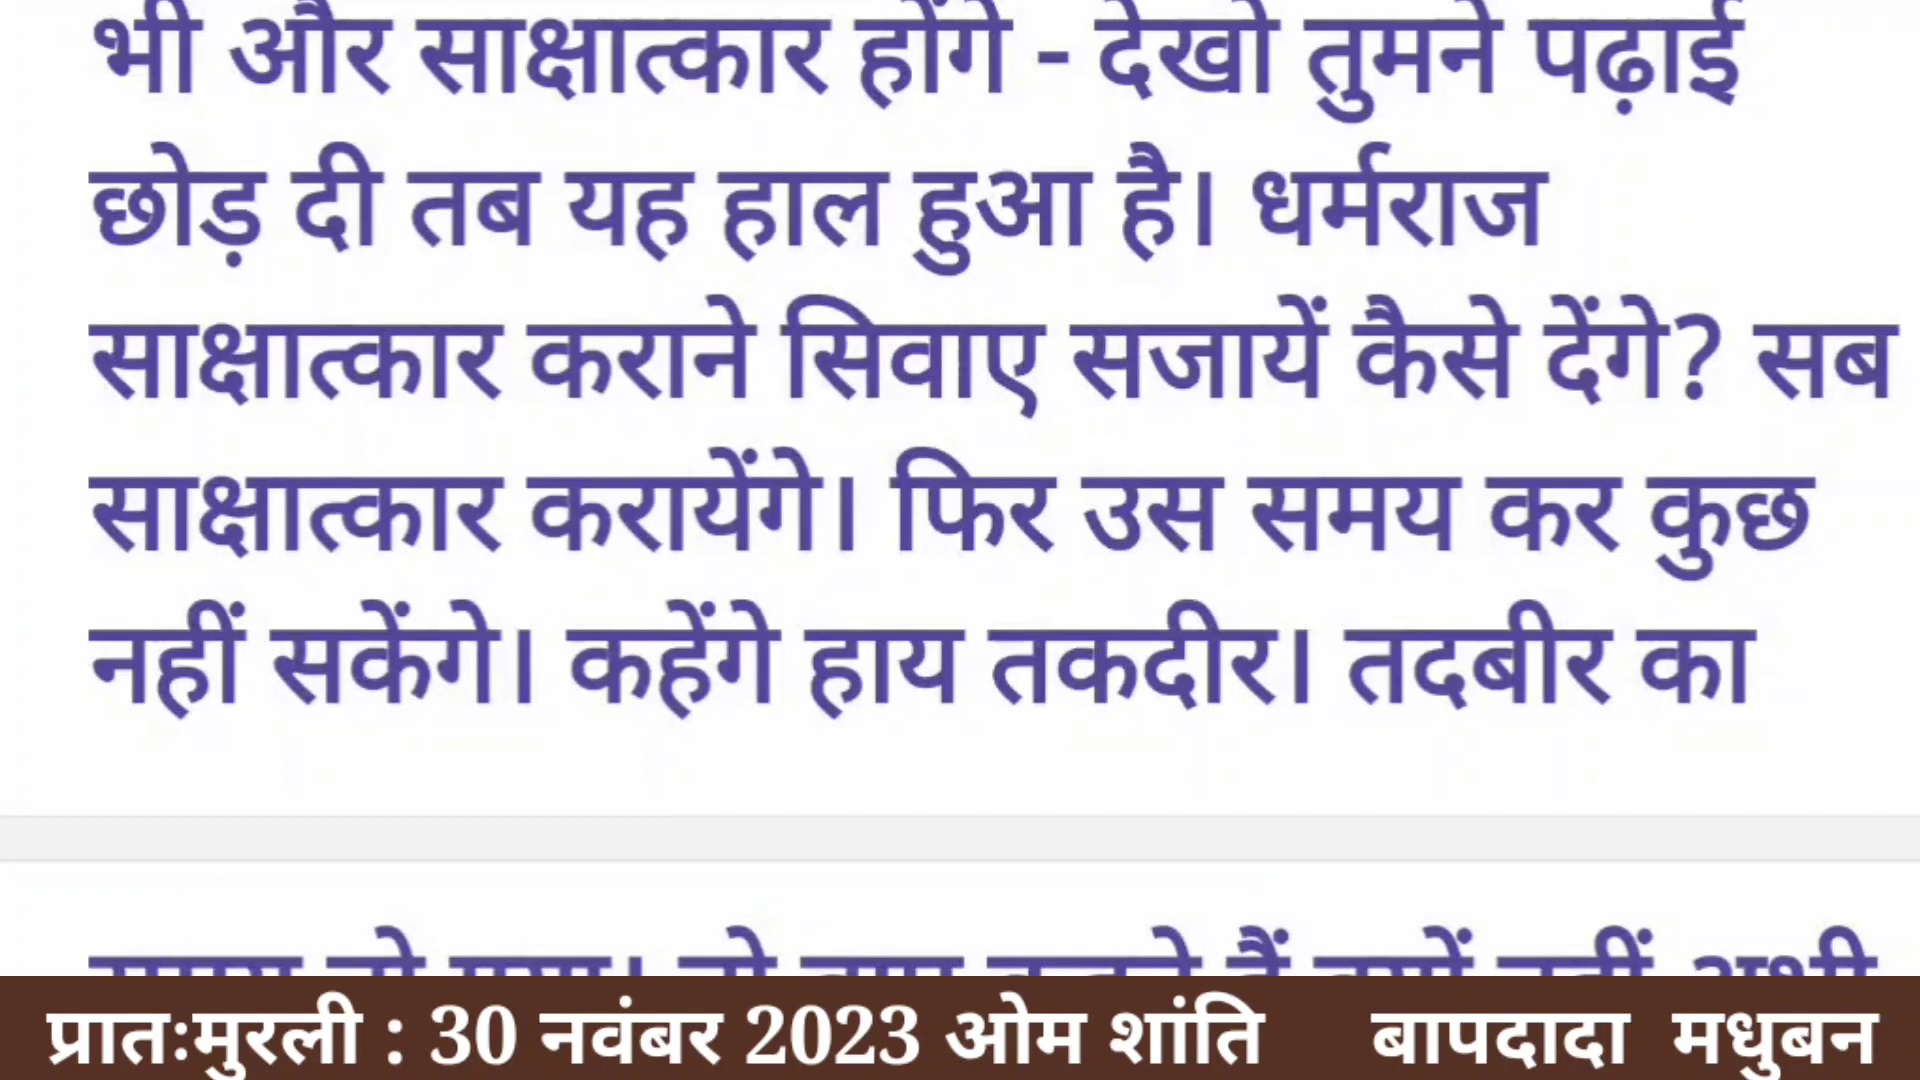 भी और साक्षात्कार होंगे - देखो तुमने पढ़ाई
छोड़ दी तब यह हाल हुआ है। धर्मराज
साक्षात्कार कराने सिवाए सजायें कैसे देंगे? सब
साक्षात्कार करायेंगे। फिर उस समय कर कुछ
नहीं सकेंगे। कहेंगे हाय तकदीर। तदबीर का
प्रातःमुरली : 30 नवंबर 2023 ओम शांति बापदादा मधुबन